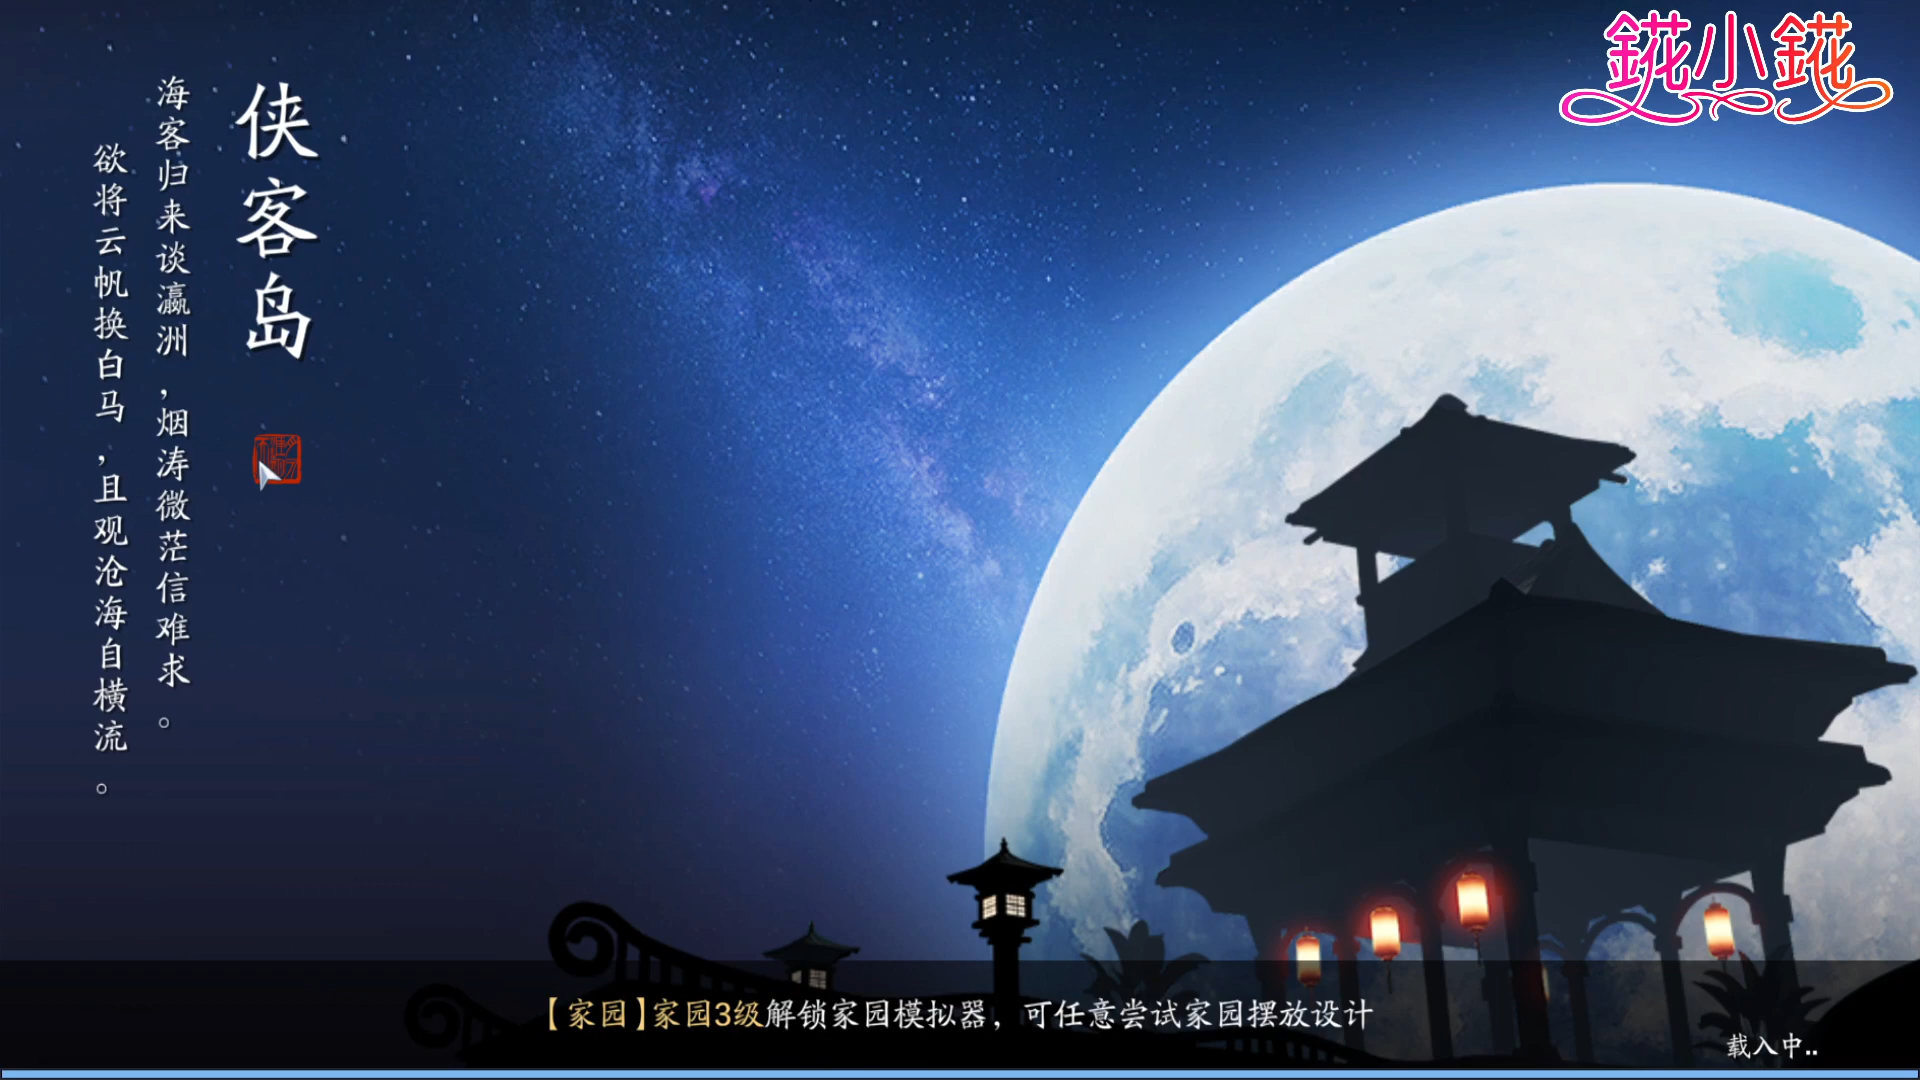 侠客岛
海客归来谈瀛洲，烟涛微茫信难求。
欲将云帆换白马，且观沧海自横流。
錵小錵
【家园】家园3级解锁家园模拟器，可任意尝试家园摆放设计
载入中..